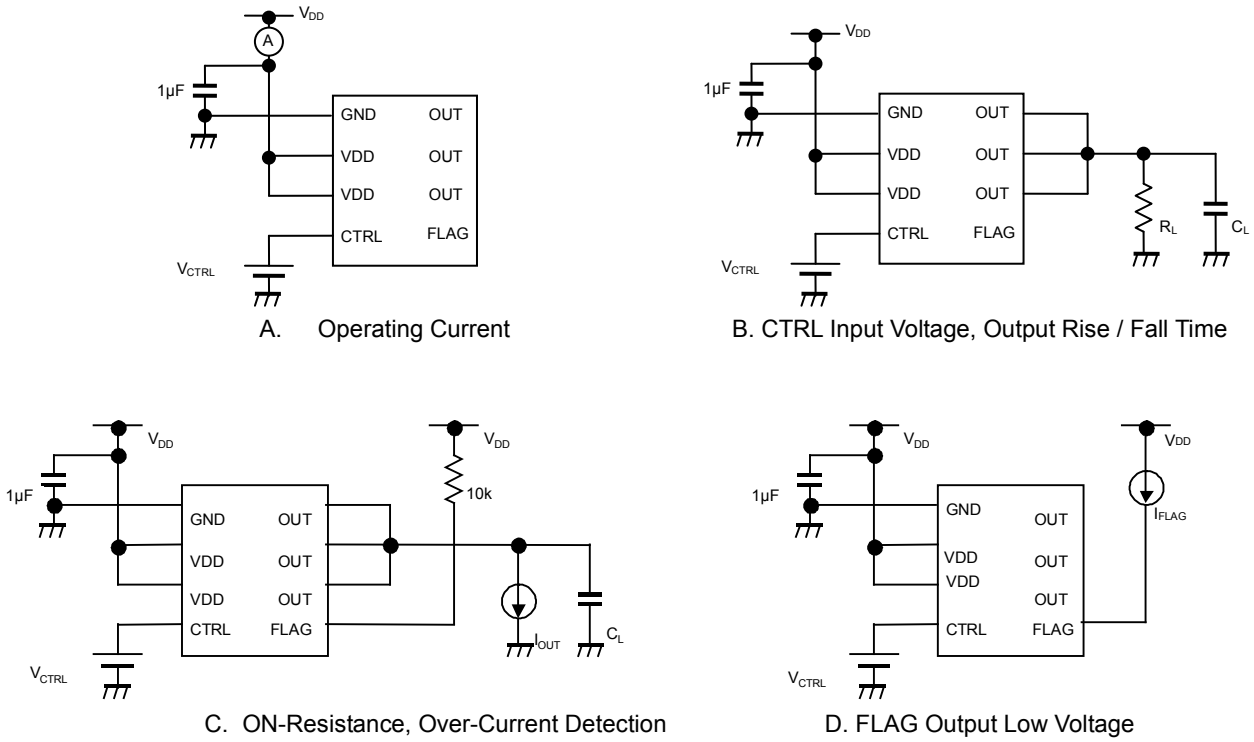 VDD
A
1µF
GND OUT
VDD OUT
VDD OUT
CTRL FLAG
VCTRL
A. Operating Current
VDD
1µF
GND OUT
VDD OUT
VDD OUT
CTRL FLAG
RL
CL
VCTRL
B. CTRL Input Voltage, Output Rise / Fall Time
VDD
VDD
1µF
10k
GND OUT
VDD OUT
VDD OUT
CTRL FLAG
IOUT
CL
VCTRL
C. ON-Resistance, Over-Current Detection
VDD
VDD
1µF
IFLAG
GND OUT
VDD OUT
VDD OUT
CTRL FLAG
VCTRL
D. FLAG Output Low Voltage